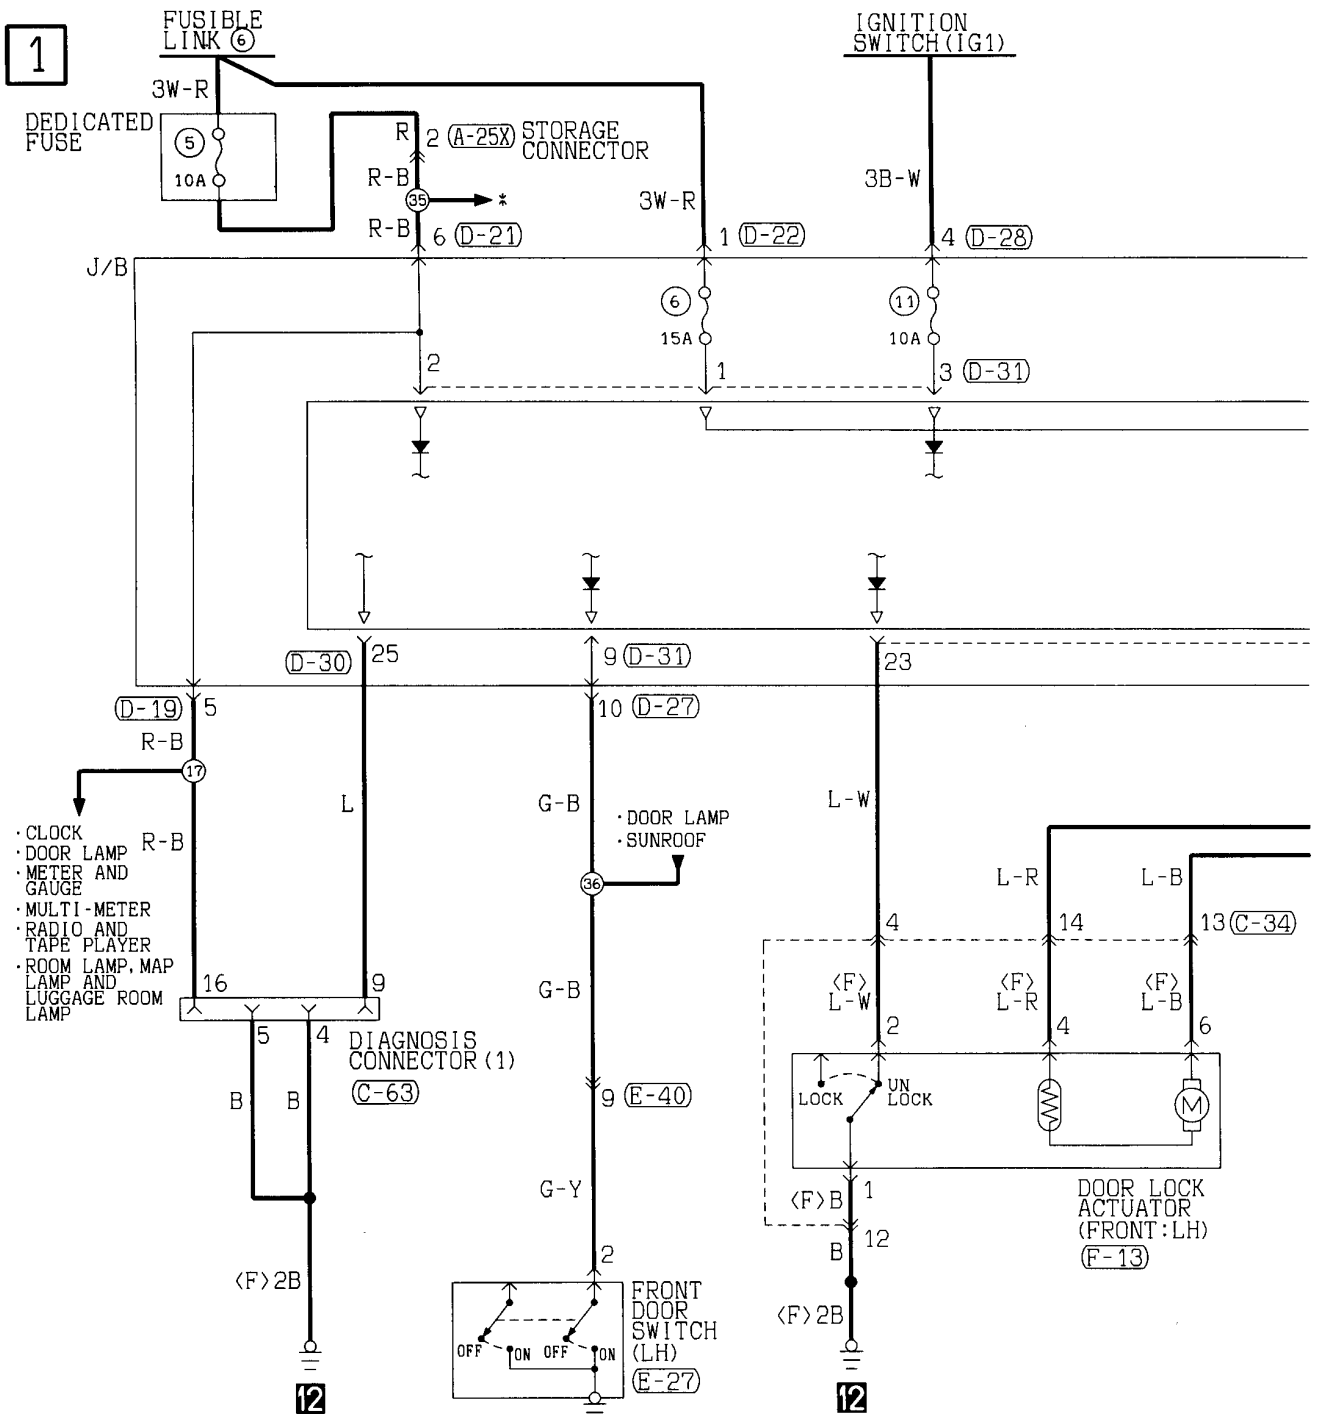 1
FUSIBLE
LINK ⑥
IGNITION
SWITCH(IG1)
3W-R
DEDICATED
FUSE
5
10A
R
2
A-25X
STORAGE
CONNECTOR
R-B
35
*
3W-R
3B-W
R-B
6
D-21
1
D-22
4
D-28
J/B
6
15A
11
10A
2
1
3
D-31
D-30
25
9
D-31
23
D-19
5
10
D-27
R-B
17
L
G-B
L-W
· DOOR LAMP
· SUNROOF
· CLOCK
· DOOR LAMP
· METER AND
GAUGE
· MULTI-METER
· RADIO AND
TAPE PLAYER
· ROOM LAMP, MAP
LAMP AND
LUGGAGE ROOM
LAMP
R-B
36
L-R
L-B
4
14
13
C-34
16
9
G-B
<F>
L-W
<F>
L-R
<F>
L-B
5
4
DIAGNOSIS
CONNECTOR(1)
C-63
2
4
6
B
B
9
E-40
LOCK
UN
LOCK
M
G-Y
<F>B
1
DOOR LOCK
ACTUATOR
(FRONT:LH)
F-13
B
12
<F>2B
2
<F>2B
FRONT
DOOR
SWITCH
(LH)
E-27
OFF
ON
OFF
ON
12
12